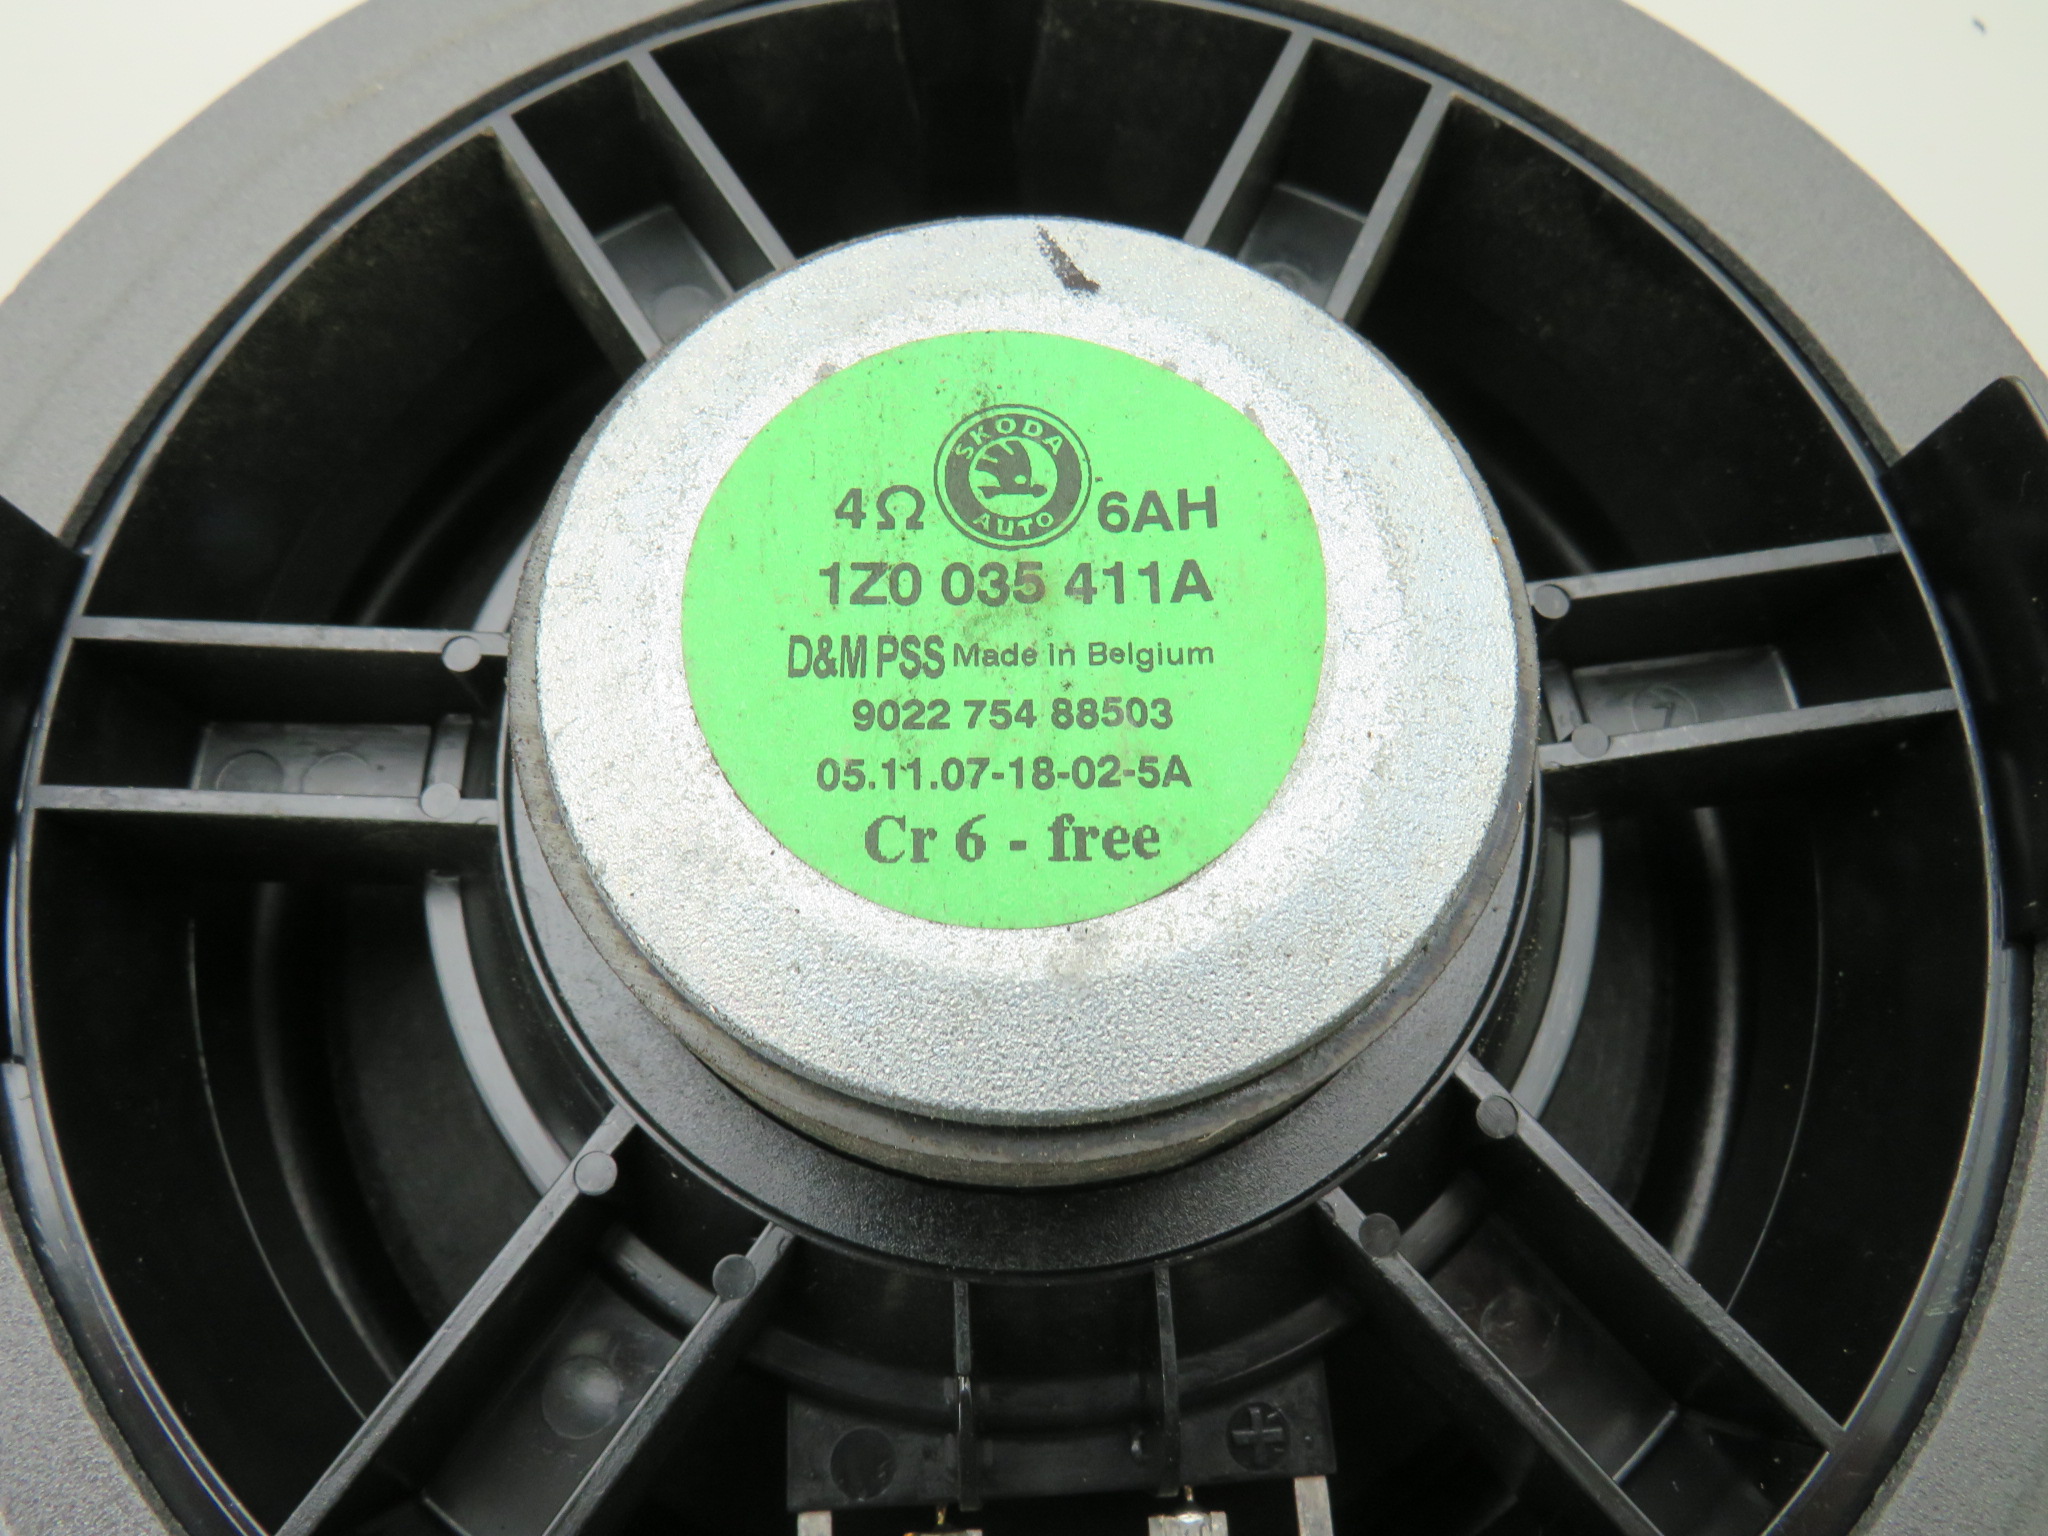 SKODA
AUTO
4Ω 6AH
1Z0 035 411A
D&M PSS Made in Belgium
9022 754 88503
05.11.07-18-02-5A
Cr 6 - free
7
+